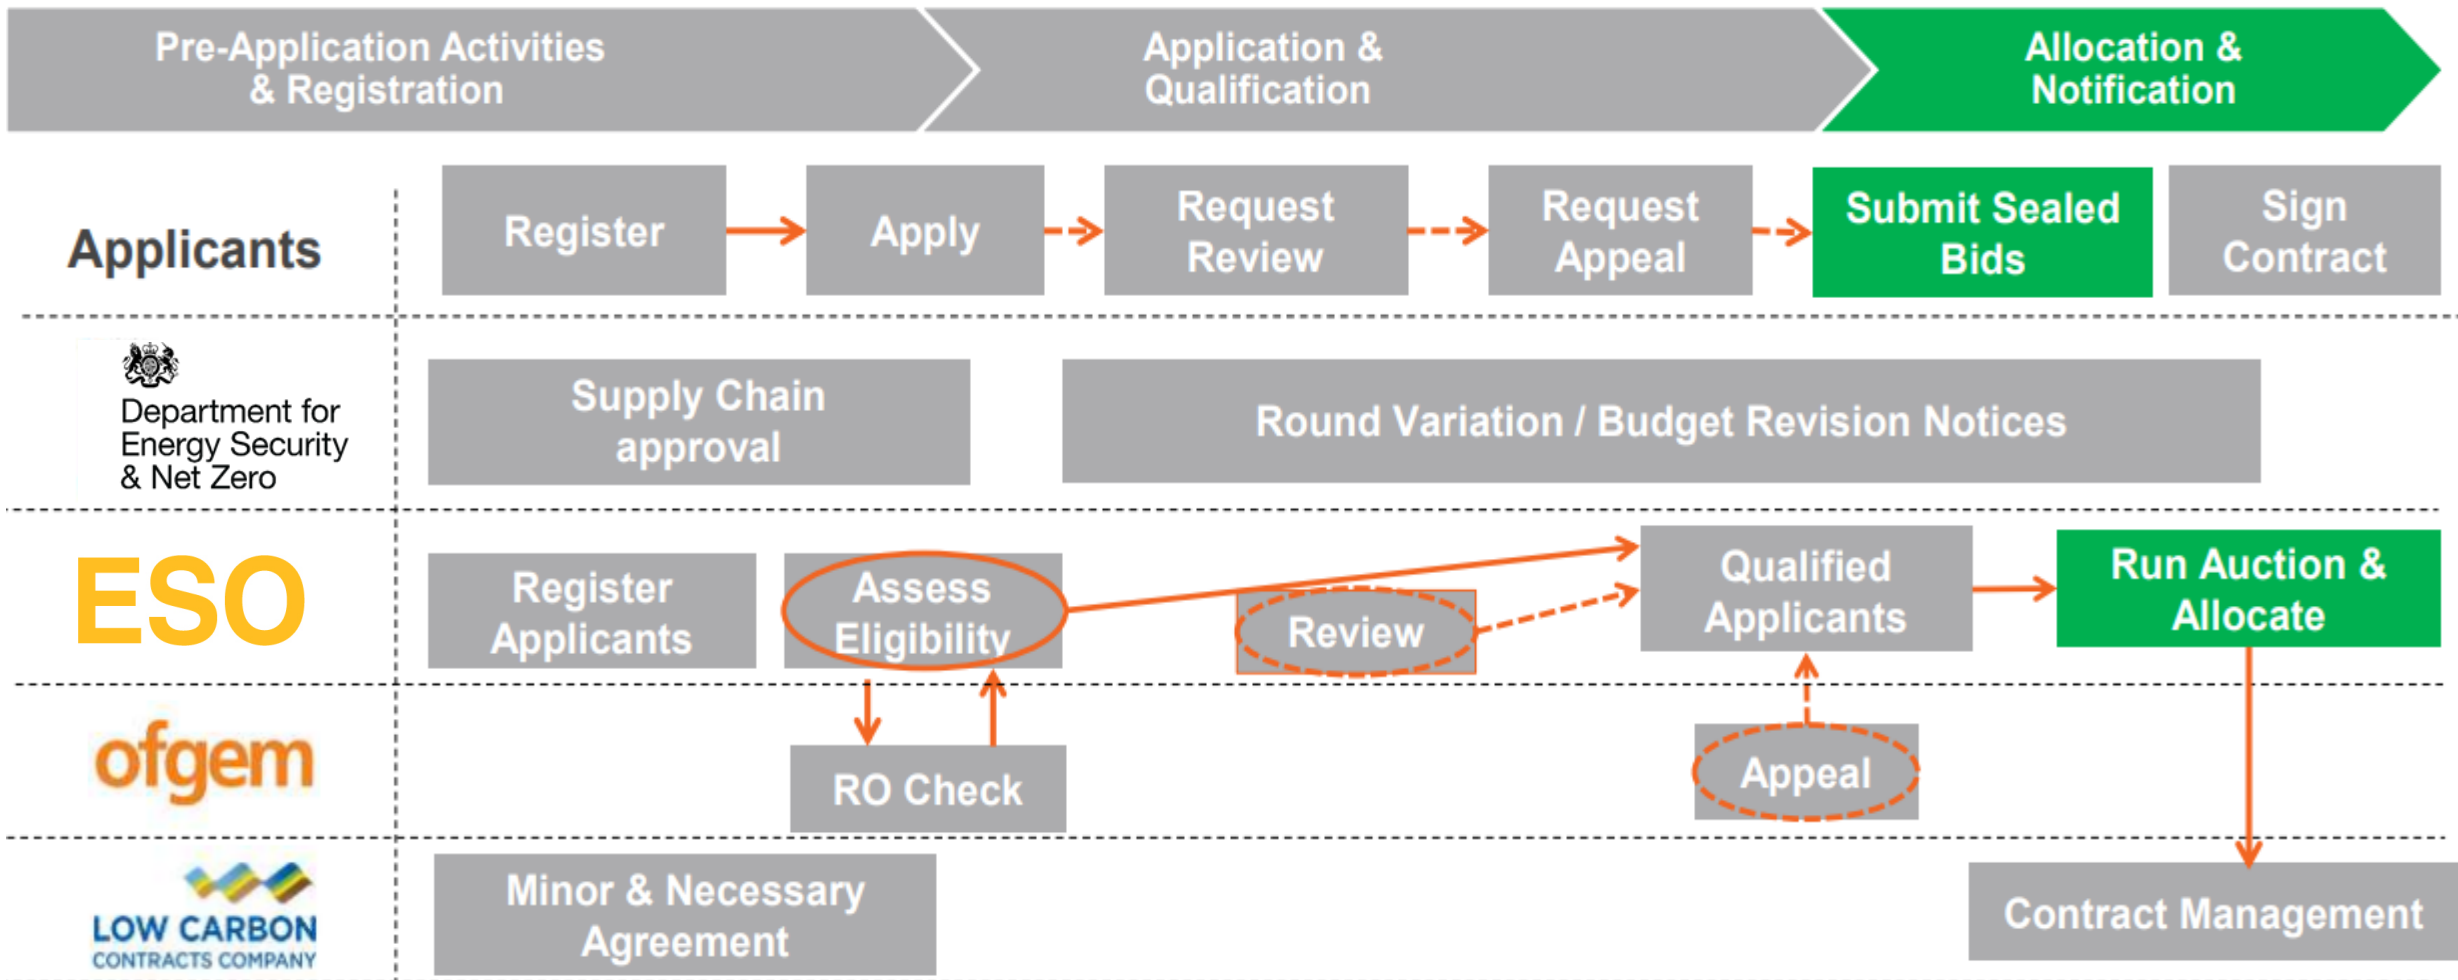 Pre-Application Activities
& Registration
Application &
Qualification
Allocation &
Notification
Applicants
Register
Apply
Request
Review
Request
Appeal
Submit Sealed
Bids
Sign
Contract
Department for
Energy Security
& Net Zero
Supply Chain
approval
Round Variation / Budget Revision Notices
ESO
Register
Applicants
Assess
Eligibility
Review
Qualified
Applicants
Run Auction &
Allocate
ofgem
RO Check
Appeal
LOW CARBON
CONTRACTS COMPANY
Minor & Necessary
Agreement
Contract Management